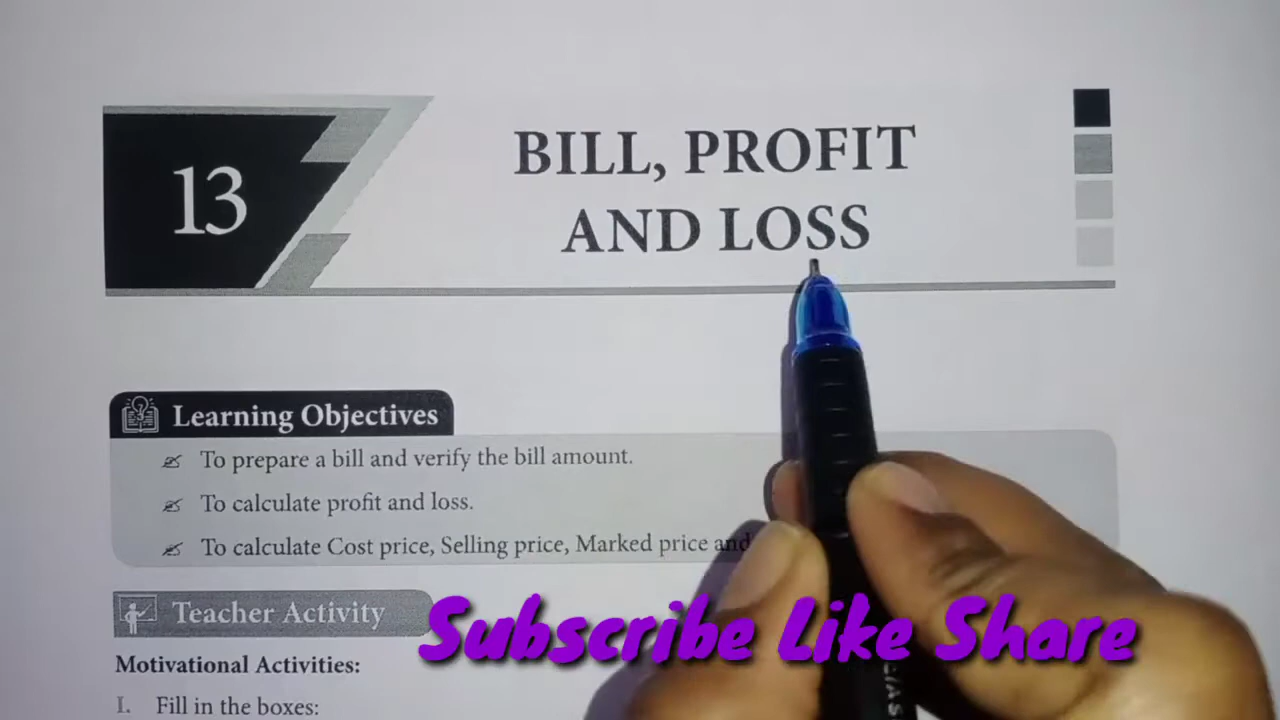 13
BILL, PROFIT
AND LOSS
Learning Objectives
To prepare a bill and verify the bill amount.
To calculate profit and loss.
To calculate Cost price, Selling price, Marked price and
Teacher Activity
Subscribe Like Share
Motivational Activities:
I. Fill in the boxes: